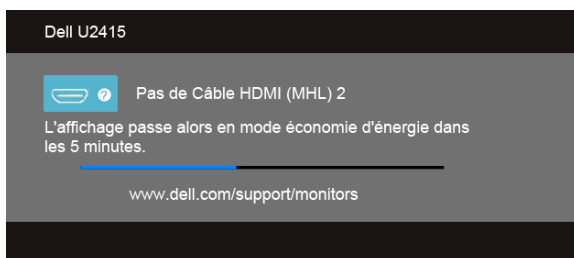 Dell U2415
?
Pas de Câble HDMI (MHL) 2
L'affichage passe alors en mode économie d'énergie dans
les 5 minutes.
www.dell.com/support/monitors